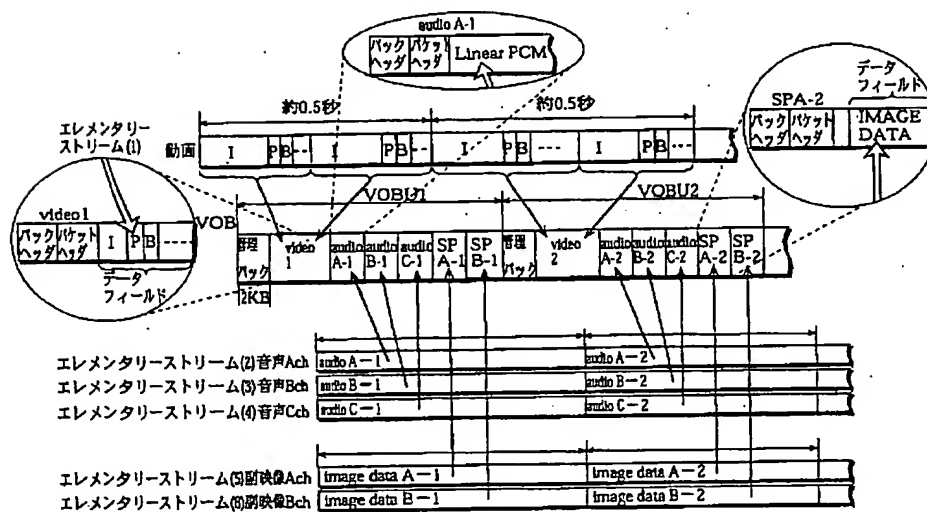 audio A-1
パック ヘッダ
パケット ヘッダ
Linear PCM
約0.5秒
約0.5秒
データ フィールド
SPA-2
パック ヘッダ
パケット ヘッダ
IMAGE DATA
エレメンタリー
ストリーム(1)
動画
I P B ---- I P B ---- I P B ---- I P B ----
VOBU1
VOBU2
VOB
video 1
パック ヘッダ
パケット ヘッダ
I P B ----
データ
フィールド
管理 パック
video 1
audio A-1
audio B-1
audio C-1
SP A-1
SP B-1
管理 パック
video 2
audio A-2
audio B-2
audio C-2
SP A-2
SP B-2
2KB
エレメンタリーストリーム(2)音声Ach audio A-1 audio A-2
エレメンタリーストリーム(3)音声Bch audio B-1 audio B-2
エレメンタリーストリーム(4)音声Cch audio C-1 audio C-2
エレメンタリーストリーム(5)副映像Ach image data A-1 image data A-2
エレメンタリーストリーム(6)副映像Bch image data B-1 image data B-2